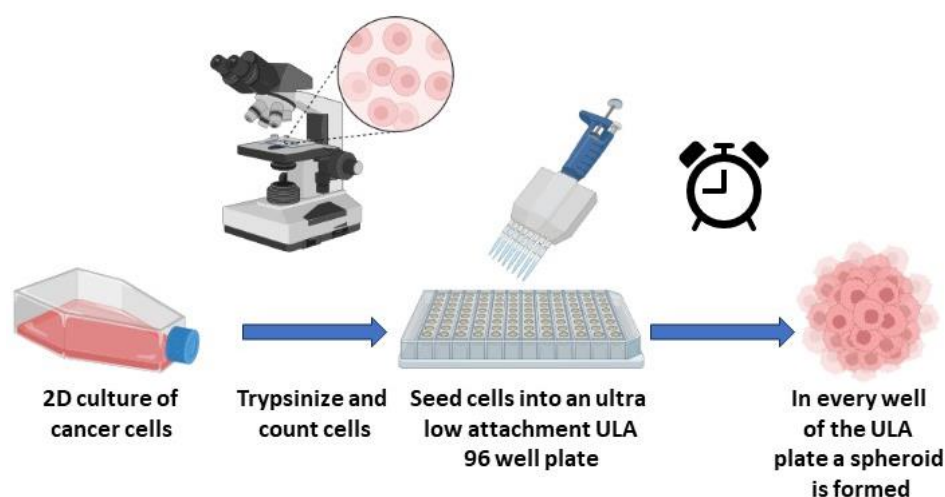 2D culture of
cancer cells
Trypsinize and
count cells
Seed cells into an ultra
low attachment ULA
96 well plate
In every well
of the ULA
plate a spheroid
is formed